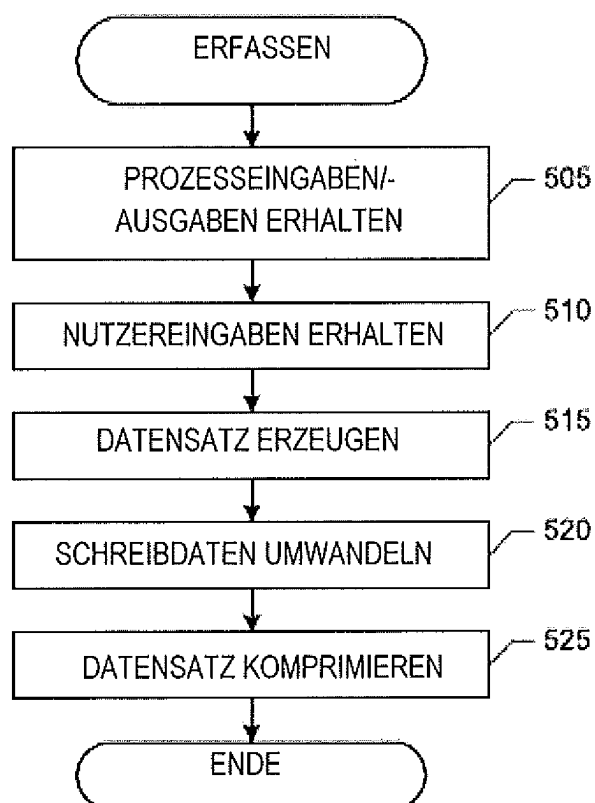 ERFASSEN
PROZESSEINGABEN/-
AUSGABEN ERHALTEN
505
NUTZEREINGABEN ERHALTEN
510
DATENSATZ ERZEUGEN
515
SCHREIBDATEN UMWANDELN
520
DATENSATZ KOMPRIMIEREN
525
ENDE